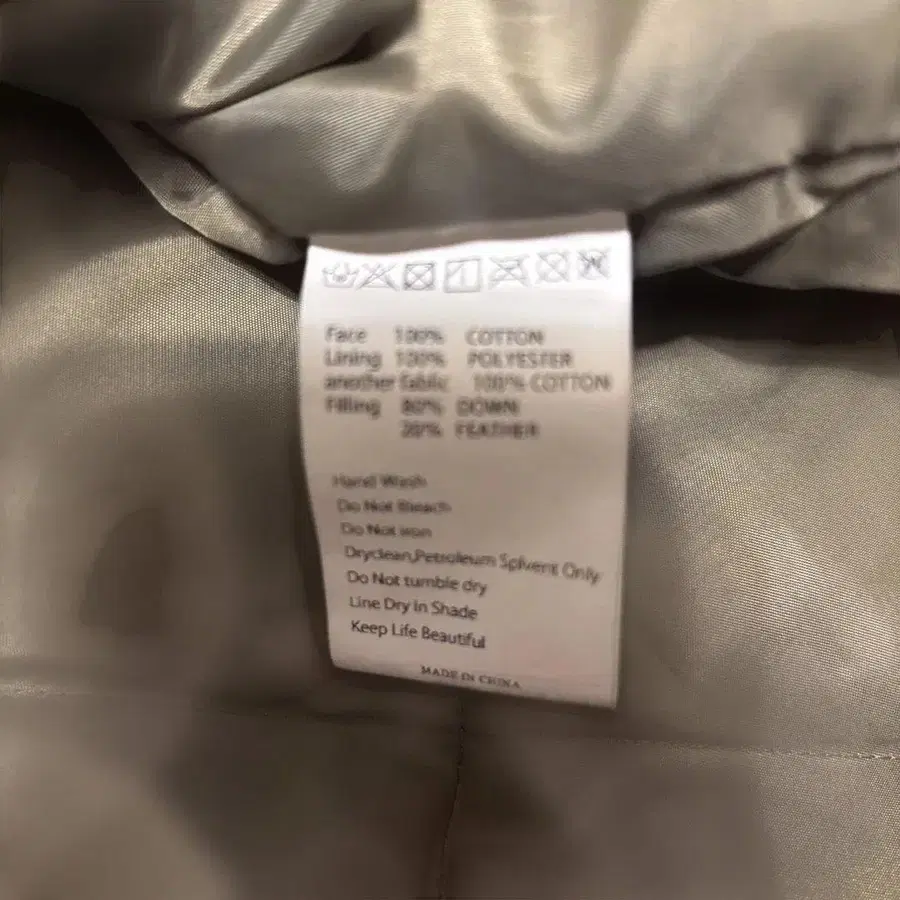 Face 100% COTTON
Lining 100% POLYESTER
another fablic 100% COTTON
Filling 80% DOWN
20% FEATHER
Hand Wash
Do Not Bleach
Do Not iron
Dryclean,Petroleum Splvent Only
Do Not tumble dry
Line Dry In Shade
Keep Life Beautiful
MADE IN CHINA